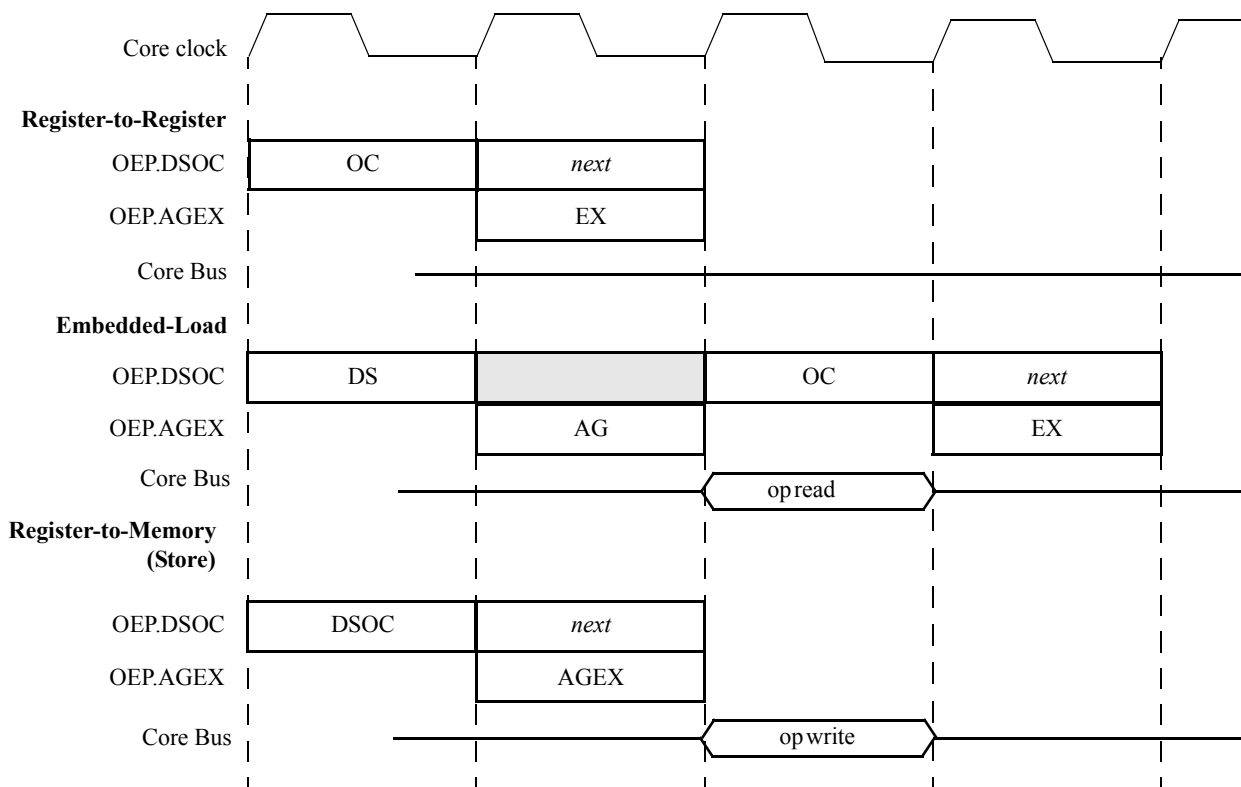 Core clock
Register-to-Register
OEP.DSOC OC next
OEP.AGEX EX
Core Bus
Embedded-Load
OEP.DSOC DS OC next
OEP.AGEX AG EX
Core Bus op read
Register-to-Memory
(Store)
OEP.DSOC DSOC next
OEP.AGEX AGEX
Core Bus op write